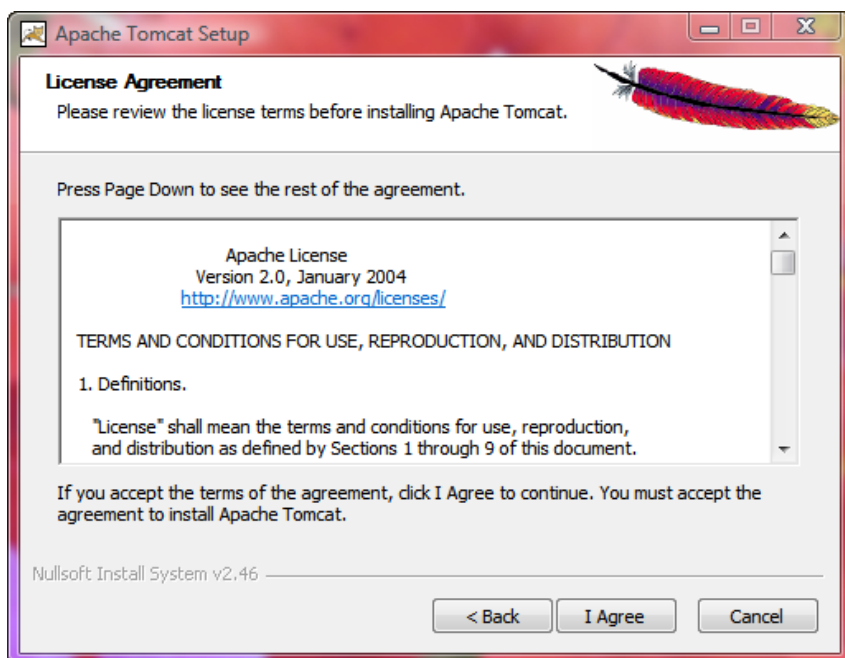 Apache Tomcat Setup
License Agreement
Please review the license terms before installing Apache Tomcat.
Press Page Down to see the rest of the agreement.
Apache License
Version 2.0, January 2004
http://www.apache.org/licenses/
TERMS AND CONDITIONS FOR USE, REPRODUCTION, AND DISTRIBUTION
1. Definitions.
"License" shall mean the terms and conditions for use, reproduction,
and distribution as defined by Sections 1 through 9 of this document.
If you accept the terms of the agreement, click I Agree to continue. You must accept the
agreement to install Apache Tomcat.
Nullsoft Install System v2.46
< Back I Agree Cancel